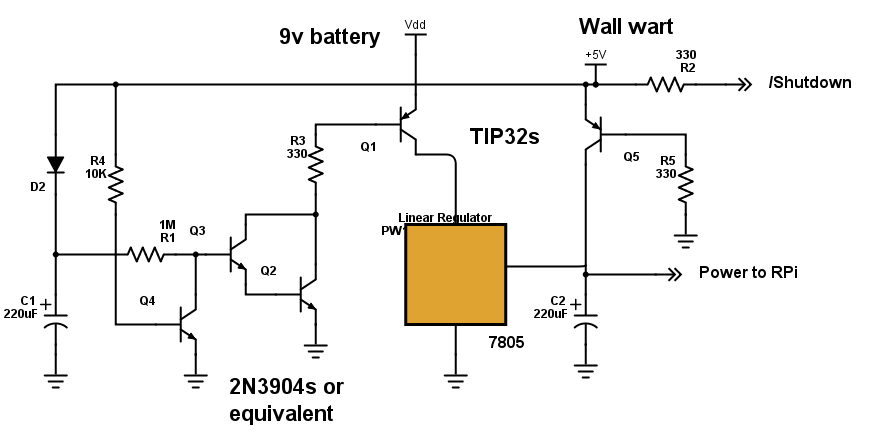 9v battery
Vdd
Wall wart
+5V
330
R2
/Shutdown
R3
330
Q1
TIP32s
Q5
R5
330
R4
10K
D2
1M
R1
Q3
Linear Regulator
PW1
Q2
Power to RPi
C1
220uF
Q4
C2
220uF
7805
2N3904s or
equivalent